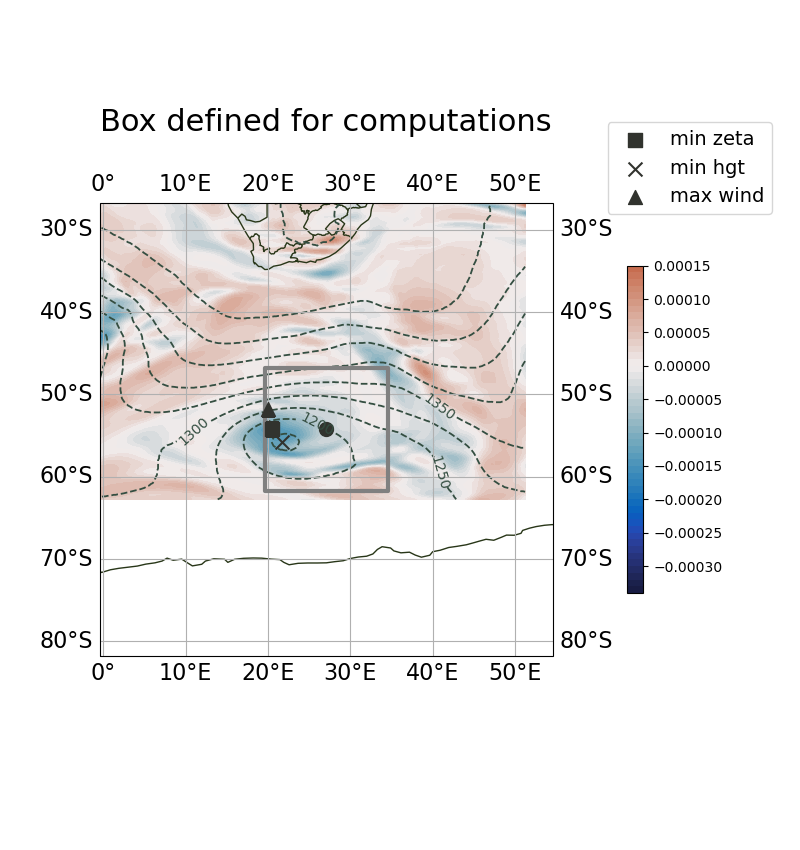 Box defined for computations
min zeta
min hgt
max wind
0° 10°E 20°E 30°E 40°E 50°E
30°S 30°S
40°S 40°S
50°S 50°S
60°S 60°S
70°S 70°S
80°S 80°S
0° 10°E 20°E 30°E 40°E 50°E
1350
1300
1250
0.00015
0.00010
0.00005
0.00000
−0.00005
−0.00010
−0.00015
−0.00020
−0.00025
−0.00030